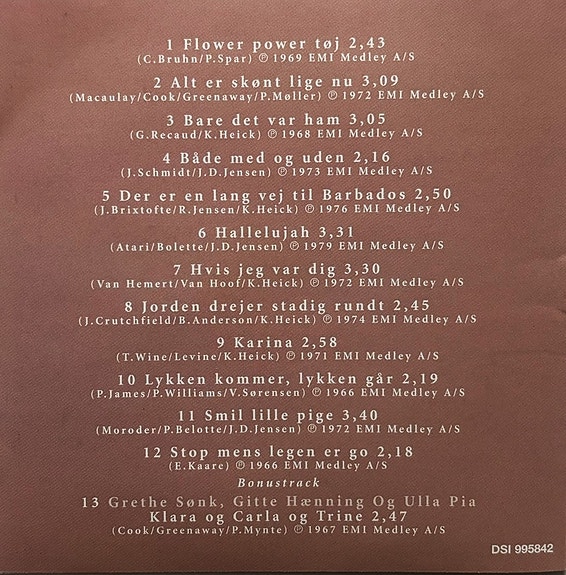 1 Flower power tøj 2,43
(C.Bruhn/P.Spar) ℗ 1969 EMI Medley A/S
2 Alt er skønt lige nu 3,09
(Macaulay/Cook/Greenaway/P.Møller) ℗ 1972 EMI Medley A/S
3 Bare det var ham 3,05
(G.Recaud/K.Heick) ℗ 1968 EMI Medley A/S
4 Både med og uden 2,16
(J.Schmidt/J.D.Jensen) ℗ 1973 EMI Medley A/S
5 Der er en lang vej til Barbados 2,50
(J.Brixtofte/R.Jensen/K.Heick) ℗ 1976 EMI Medley A/S
6 Hallelujah 3,31
(Atari/Bolette/J.D.Jensen) ℗ 1979 EMI Medley A/S
7 Hvis jeg var dig 3,30
(Van Hemert/Van Hoof/K.Heick) ℗ 1972 EMI Medley A/S
8 Jorden drejer stadig rundt 2,45
(J.Crutchfield/B.Anderson/K.Heick) ℗ 1974 EMI Medley A/S
9 Karina 2,58
(T.Wine/Levine/K.Heick) ℗ 1971 EMI Medley A/S
10 Lykken kommer, lykken går 2,19
(P.James/P.Williams/V.Sørensen) ℗ 1966 EMI Medley A/S
11 Smil lille pige 3,40
(Moroder/P.Belotte/J.D.Jensen) ℗ 1972 EMI Medley A/S
12 Stop mens legen er go 2,18
(E.Kaare) ℗ 1966 EMI Medley A/S
Bonustrack
13 Grethe Sønk, Gitte Hænning Og Ulla Pia
Klara og Carla og Trine 2,47
(Cook/Greenaway/P.Mynte) ℗ 1967 EMI Medley A/S
DSI 995842